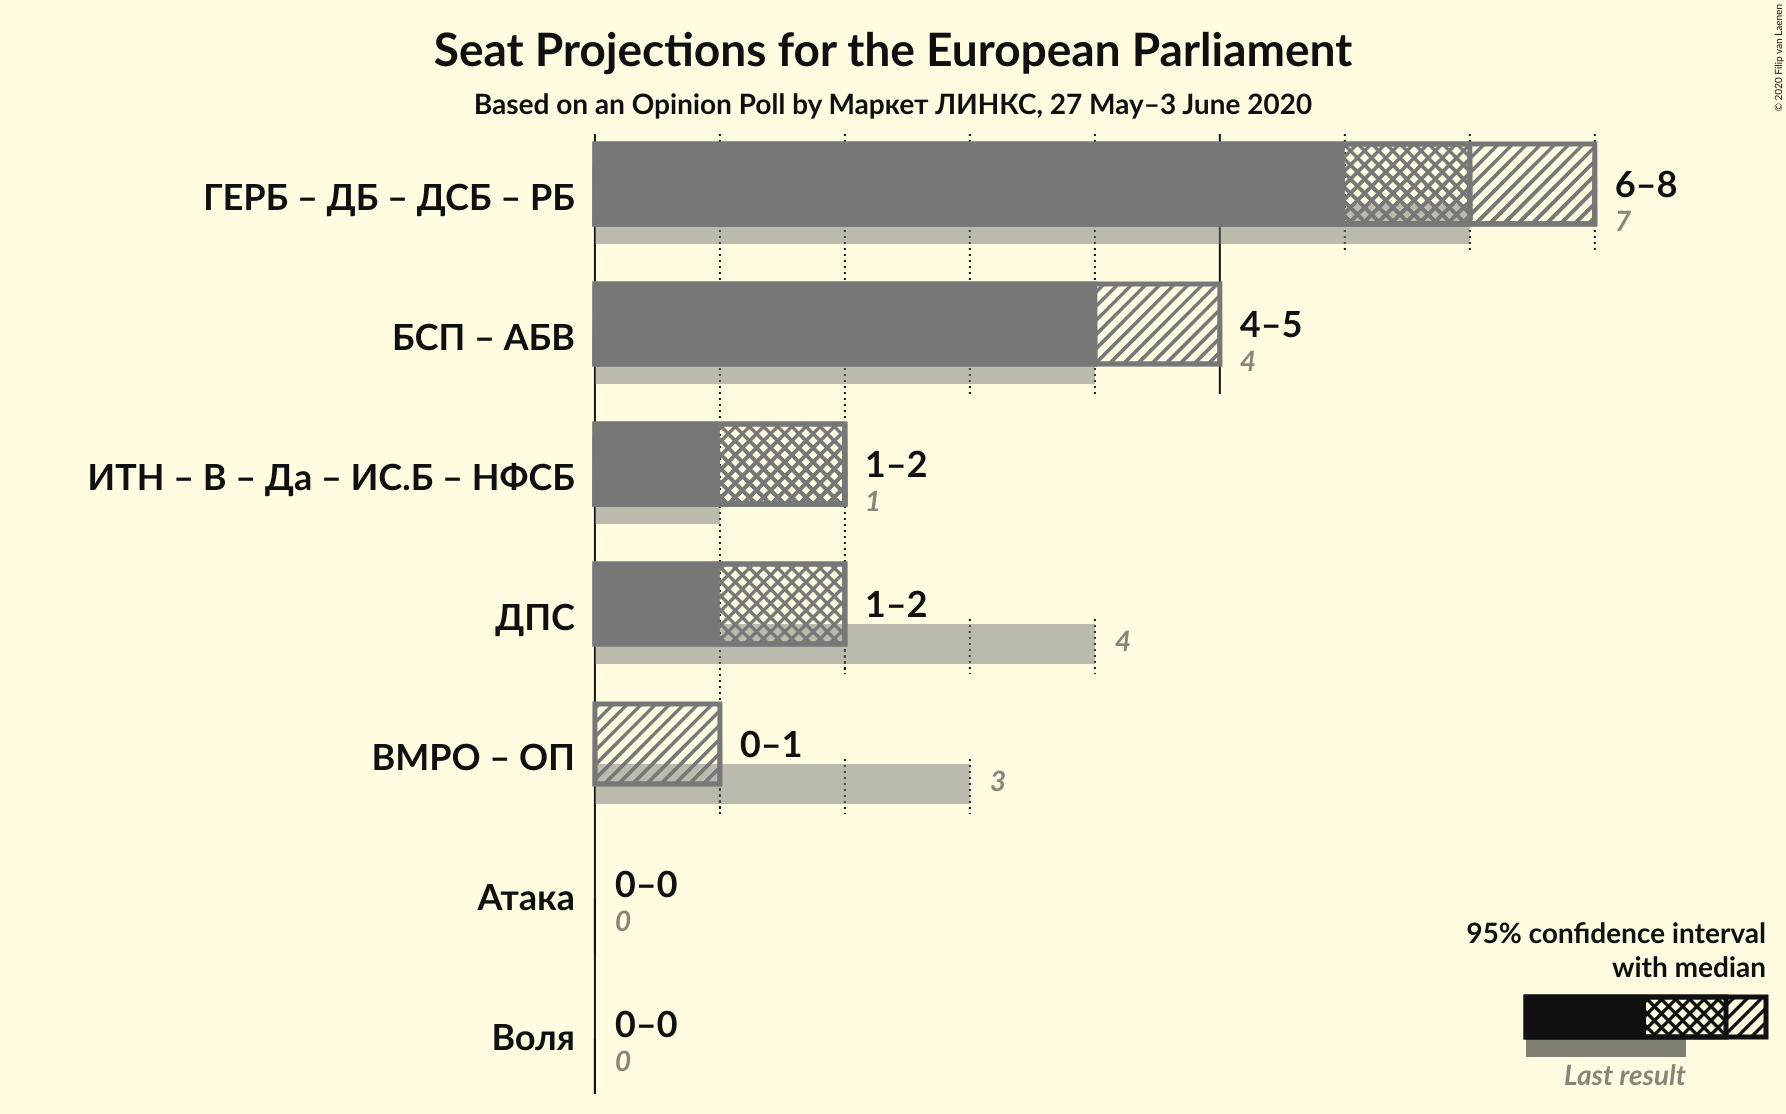 Seat Projections for the European Parliament
Based on an Opinion Poll by Маркет ЛИНКС, 27 May–3 June 2020
© 2020 Filip van Laenen
ГЕРБ – ДБ – ДСБ – РБ
6–8
7
БСП – АБВ
4–5
4
ИТН – В – Да – ИС.Б – НФСБ
1–2
1
ДПС
1–2
4
ВМРО – ОП
0–1
3
Атака
0–0
0
Воля
0–0
0
95% confidence interval
with median
Last result